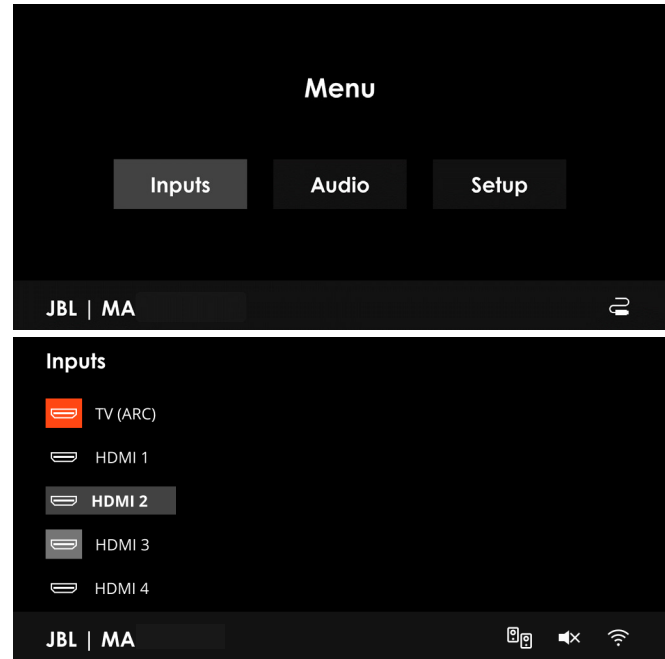 Menu
Inputs Audio Setup
JBL | MA
Inputs
TV (ARC)
HDMI 1
HDMI 2
HDMI 3
HDMI 4
JBL | MA